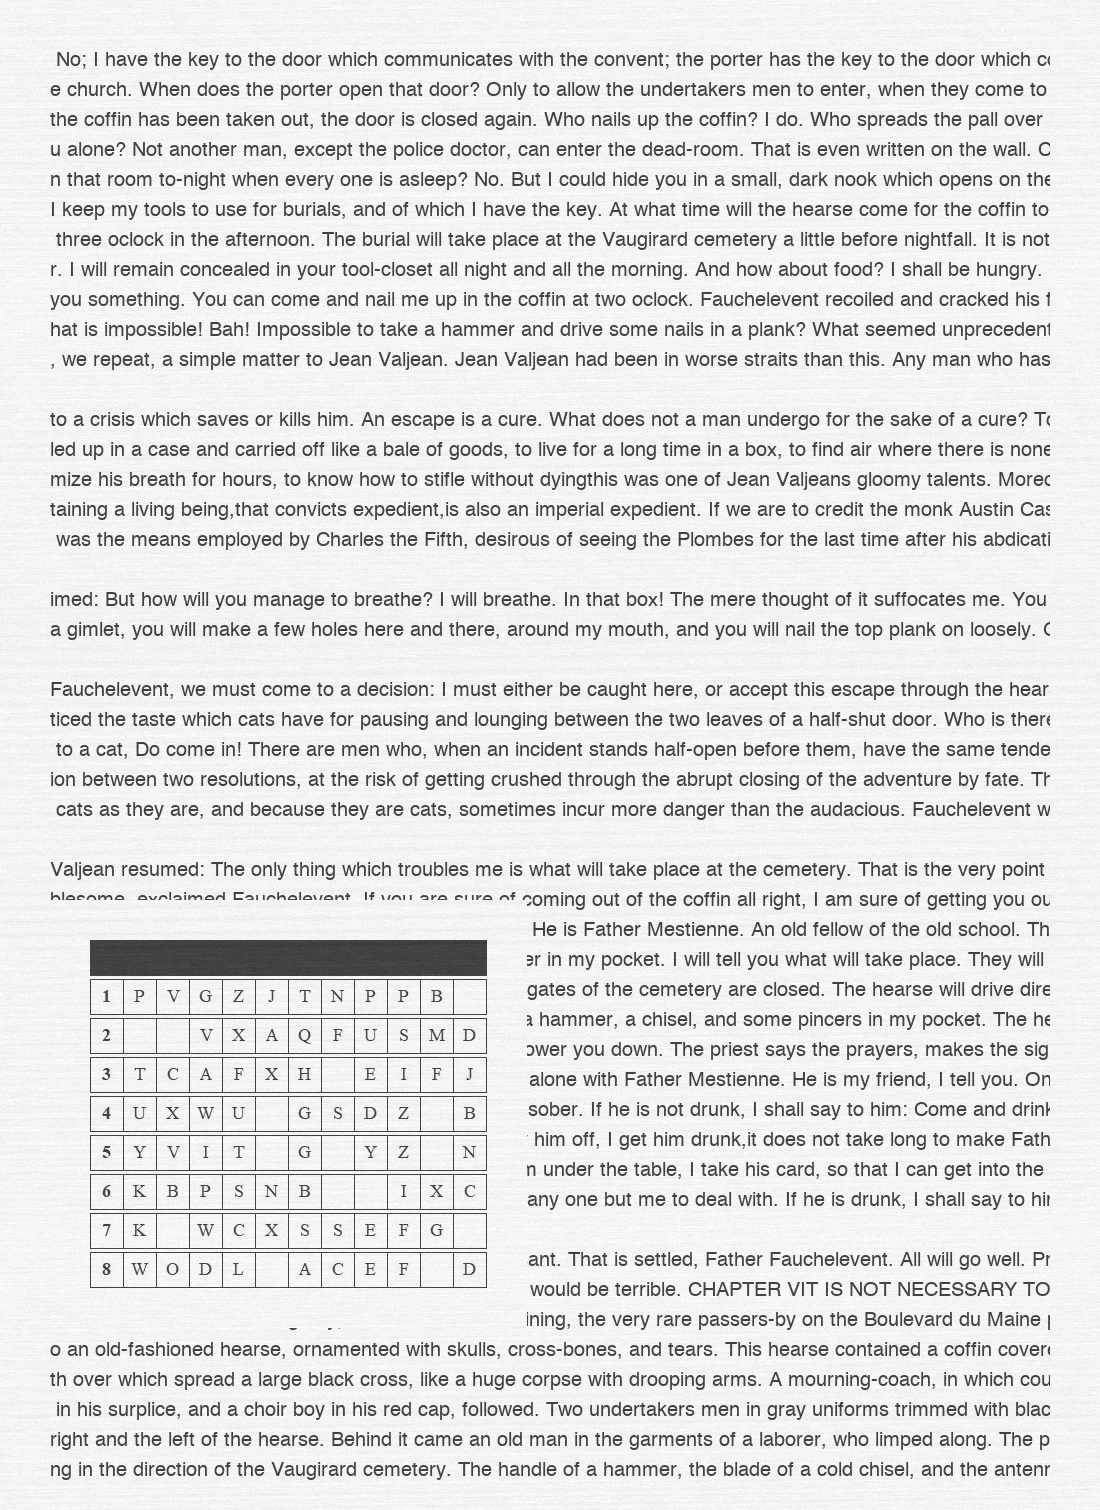 No; I have the key to the door which communicates with the convent; the porter has the key to the door which
e church. When does the porter open that door? Only to allow the undertakers men to enter, when they come to
the coffin has been taken out, the door is closed again. Who nails up the coffin? I do. Who spreads the pall over
u alone? Not another man, except the police doctor, can enter the dead-room. That is even written on the wall.
n that room to-night when every one is asleep? No. But I could hide you in a small, dark nook which opens on the
I keep my tools to use for burials, and of which I have the key. At what time will the hearse come for the coffin to
three oclock in the afternoon. The burial will take place at the Vaugirard cemetery a little before nightfall. It is not
r. I will remain concealed in your tool-closet all night and all the morning. And how about food? I shall be hungry.
you something. You can come and nail me up in the coffin at two oclock. Fauchelevent recoiled and cracked his
hat is impossible! Bah! Impossible to take a hammer and drive some nails in a plank? What seemed unprecedent
, we repeat, a simple matter to Jean Valjean. Jean Valjean had been in worse straits than this. Any man who has
to a crisis which saves or kills him. An escape is a cure. What does not a man undergo for the sake of a cure? To
led up in a case and carried off like a bale of goods, to live for a long time in a box, to find air where there is none
mize his breath for hours, to know how to stifle without dyingthis was one of Jean Valjeans gloomy talents. Moreo
taining a living being,that convicts expedient,is also an imperial expedient. If we are to credit the monk Austin Cas
was the means employed by Charles the Fifth, desirous of seeing the Plombes for the last time after his abdicati
imed: But how will you manage to breathe? I will breathe. In that box! The mere thought of it suffocates me. You
a gimlet, you will make a few holes here and there, around my mouth, and you will nail the top plank on loosely.
Fauchelevent, we must come to a decision: I must either be caught here, or accept this escape through the hear
ticed the taste which cats have for pausing and lounging between the two leaves of a half-shut door. Who is there
to a cat, Do come in! There are men who, when an incident stands half-open before them, have the same tende
ion between two resolutions, at the risk of getting crushed through the abrupt closing of the adventure by fate. Th
cats as they are, and because they are cats, sometimes incur more danger than the audacious. Fauchelevent w
Valjean resumed: The only thing which troubles me is what will take place at the cemetery. That is the very point
blesome, exclaimed Fauchelevent. If you are sure of coming out of the coffin all right, I am sure of getting you ou
He is Father Mestienne. An old fellow of the old school. Th
er in my pocket. I will tell you what will take place. They will
gates of the cemetery are closed. The hearse will drive dire
a hammer, a chisel, and some pincers in my pocket. The he
ower you down. The priest says the prayers, makes the sig
alone with Father Mestienne. He is my friend, I tell you. On
sober. If he is not drunk, I shall say to him: Come and drink
him off, I get him drunk,it does not take long to make Fath
under the table, I take his card, so that I can get into the
any one but me to deal with. If he is drunk, I shall say to him
ant. That is settled, Father Fauchelevent. All will go well. Pr
would be terrible. CHAPTER VIT IS NOT NECESSARY TO
ining, the very rare passers-by on the Boulevard du Maine
1 P V G Z J T N P P B
2 V X A Q F U S M D
3 T C A F X H E I F J
4 U X W U G S D Z B
5 Y V I T G Y Z N
6 K B P S N B I X C
7 K W C X S S E F G
8 W O D L A C E F D
o an old-fashioned hearse, ornamented with skulls, cross-bones, and tears. This hearse contained a coffin covere
th over which spread a large black cross, like a huge corpse with drooping arms. A mourning-coach, in which cou
in his surplice, and a choir boy in his red cap, followed. Two undertakers men in gray uniforms trimmed with blac
right and the left of the hearse. Behind it came an old man in the garments of a laborer, who limped along. The p
ng in the direction of the Vaugirard cemetery. The handle of a hammer, the blade of a cold chisel, and the antenn